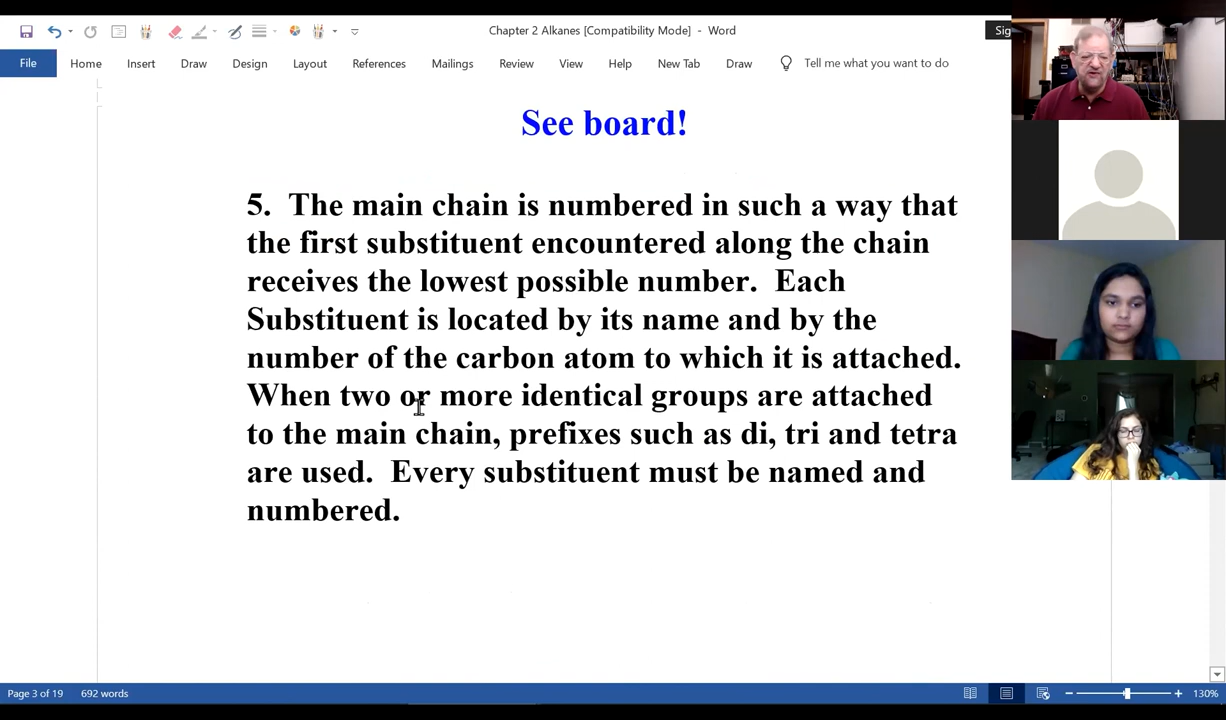 Chapter 2 Alkanes [Compatibility Mode] - Word
Sig
File Home Insert Draw Design Layout References Mailings Review View Help New Tab Draw Tell me what you want to do
See board!
5. The main chain is numbered in such a way that
the first substituent encountered along the chain
receives the lowest possible number. Each
Substituent is located by its name and by the
number of the carbon atom to which it is attached.
When two or more identical groups are attached
to the main chain, prefixes such as di, tri and tetra
are used. Every substituent must be named and
numbered.
Page 3 of 19 692 words 130%